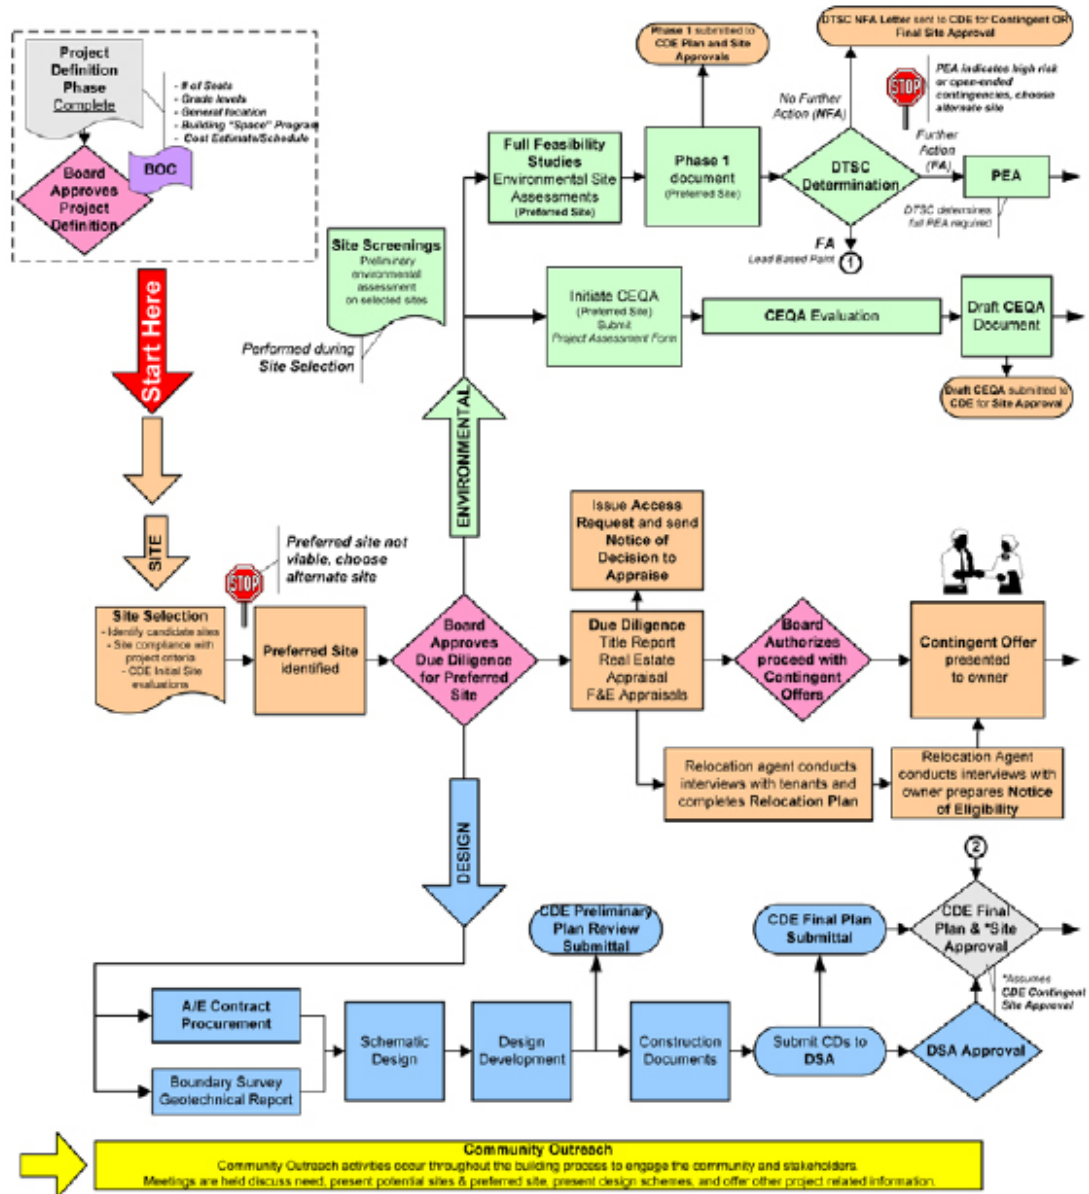 Project
Definition
Phase
Complete
- # of Seats
- Grade levels
- General location
- Building "Space" Program
- Cost Estimate/Schedule
BOC
Board
Approves
Project
Definition
Start Here
SITE
Site Selection
- Identify candidate sites
- Site compliance with
project criteria
- CDE Initial Site
evaluations
STOP
Preferred site not
viable, choose
alternate site
Preferred Site
identified
Board
Approves
Due Diligence
for Preferred
Site
ENVIRONMENTAL
Site Screenings
Preliminary
environmental
assessment
on selected sites
Performed during
Site Selection
Full Feasibility
Studies
Environmental Site
Assessments
(Preferred Site)
Phase 1 submitted to
CDE Plan and Site
Approvals
Phase 1
document
(Preferred Site)
DTSC NFA Letter sent to CDE for Contingent OR
Final Site Approval
No Further
Action (NFA)
STOP
PEA indicates high risk
or open-ended
contingencies, choose
alternate site
DTSC
Determination
Further
Action
(FA)
PEA
DTSC determines
full PEA required
FA
Lead Based Paint
1
Initiate CEQA
(Preferred Site)
Submit
Project Assessment Form
CEQA Evaluation
Draft CEQA
Document
Draft CEQA submitted to
CDE for Site Approval
Issue Access
Request and send
Notice of
Decision to
Appraise
Due Diligence
Title Report
Real Estate
Appraisal
F&E Appraisals
Board
Authorizes
proceed with
Contingent
Offers
Contingent Offer
presented
to owner
Relocation agent conducts
interviews with tenants and
completes Relocation Plan
Relocation Agent
conducts interviews with
owner prepares Notice
of Eligibility
DESIGN
A/E Contract
Procurement
Boundary Survey
Geotechnical Report
Schematic
Design
Design
Development
CDE Preliminary
Plan Review
Submittal
Construction
Documents
CDE Final Plan
Submittal
Submit CDs to
DSA
2
CDE Final
Plan & *Site
Approval
*Assumes
CDE Contingent
Site Approval
DSA Approval
Community Outreach
Community Outreach activities occur throughout the building process to engage the community and stakeholders.
Meetings are held discuss need, present potential sites & preferred site, present design schemes, and offer other project related information.